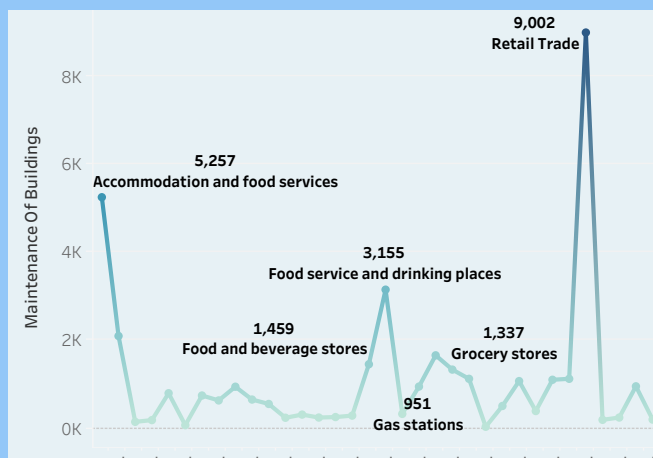 9,002
Retail Trade
8K
6K
5,257
Accommodation and food services
4K
3,155
Food service and drinking places
Maintenance Of Buildings
2K
1,459
Food and beverage stores
1,337
Grocery stores
951
Gas stations
0K